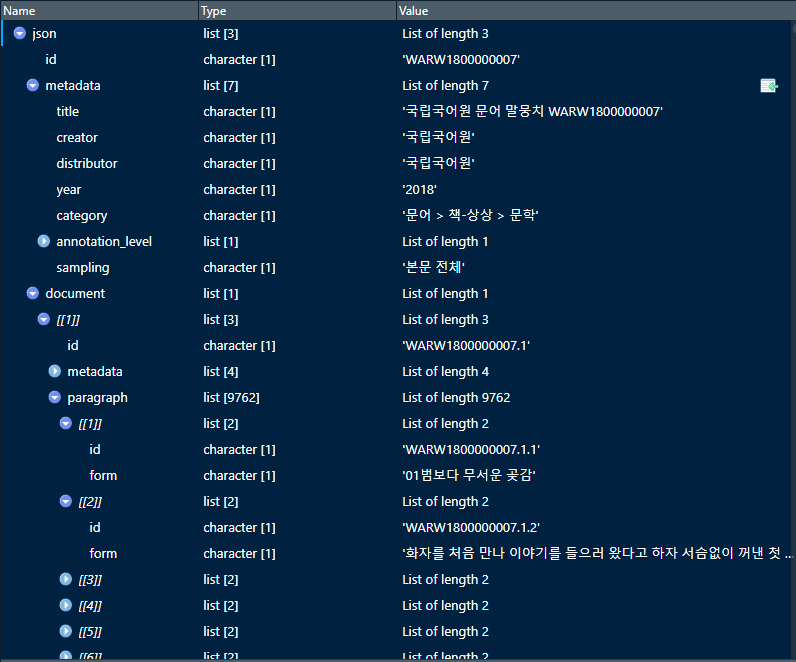 Name Type Value
json list [3] List of length 3
id character [1] 'WARW1800000007'
metadata list [7] List of length 7
title character [1] '국립국어원 문어 말뭉치 WARW1800000007'
creator character [1] '국립국어원'
distributor character [1] '국립국어원'
year character [1] '2018'
category character [1] '문어 > 책-상상 > 문학'
annotation_level list [1] List of length 1
sampling character [1] '본문 전체'
document list [1] List of length 1
[[1]] list [3] List of length 3
id character [1] 'WARW1800000007.1'
metadata list [4] List of length 4
paragraph list [9762] List of length 9762
[[1]] list [2] List of length 2
id character [1] 'WARW1800000007.1.1'
form character [1] '01범보다 무서운 곶감'
[[2]] list [2] List of length 2
id character [1] 'WARW1800000007.1.2'
form character [1] '화자를 처음 만나 이야기를 들으러 왔다고 하자 서슴없이 꺼낸 첫 ...
[[3]] list [2] List of length 2
[[4]] list [2] List of length 2
[[5]] list [2] List of length 2
[[6]] list [2] List of length 2